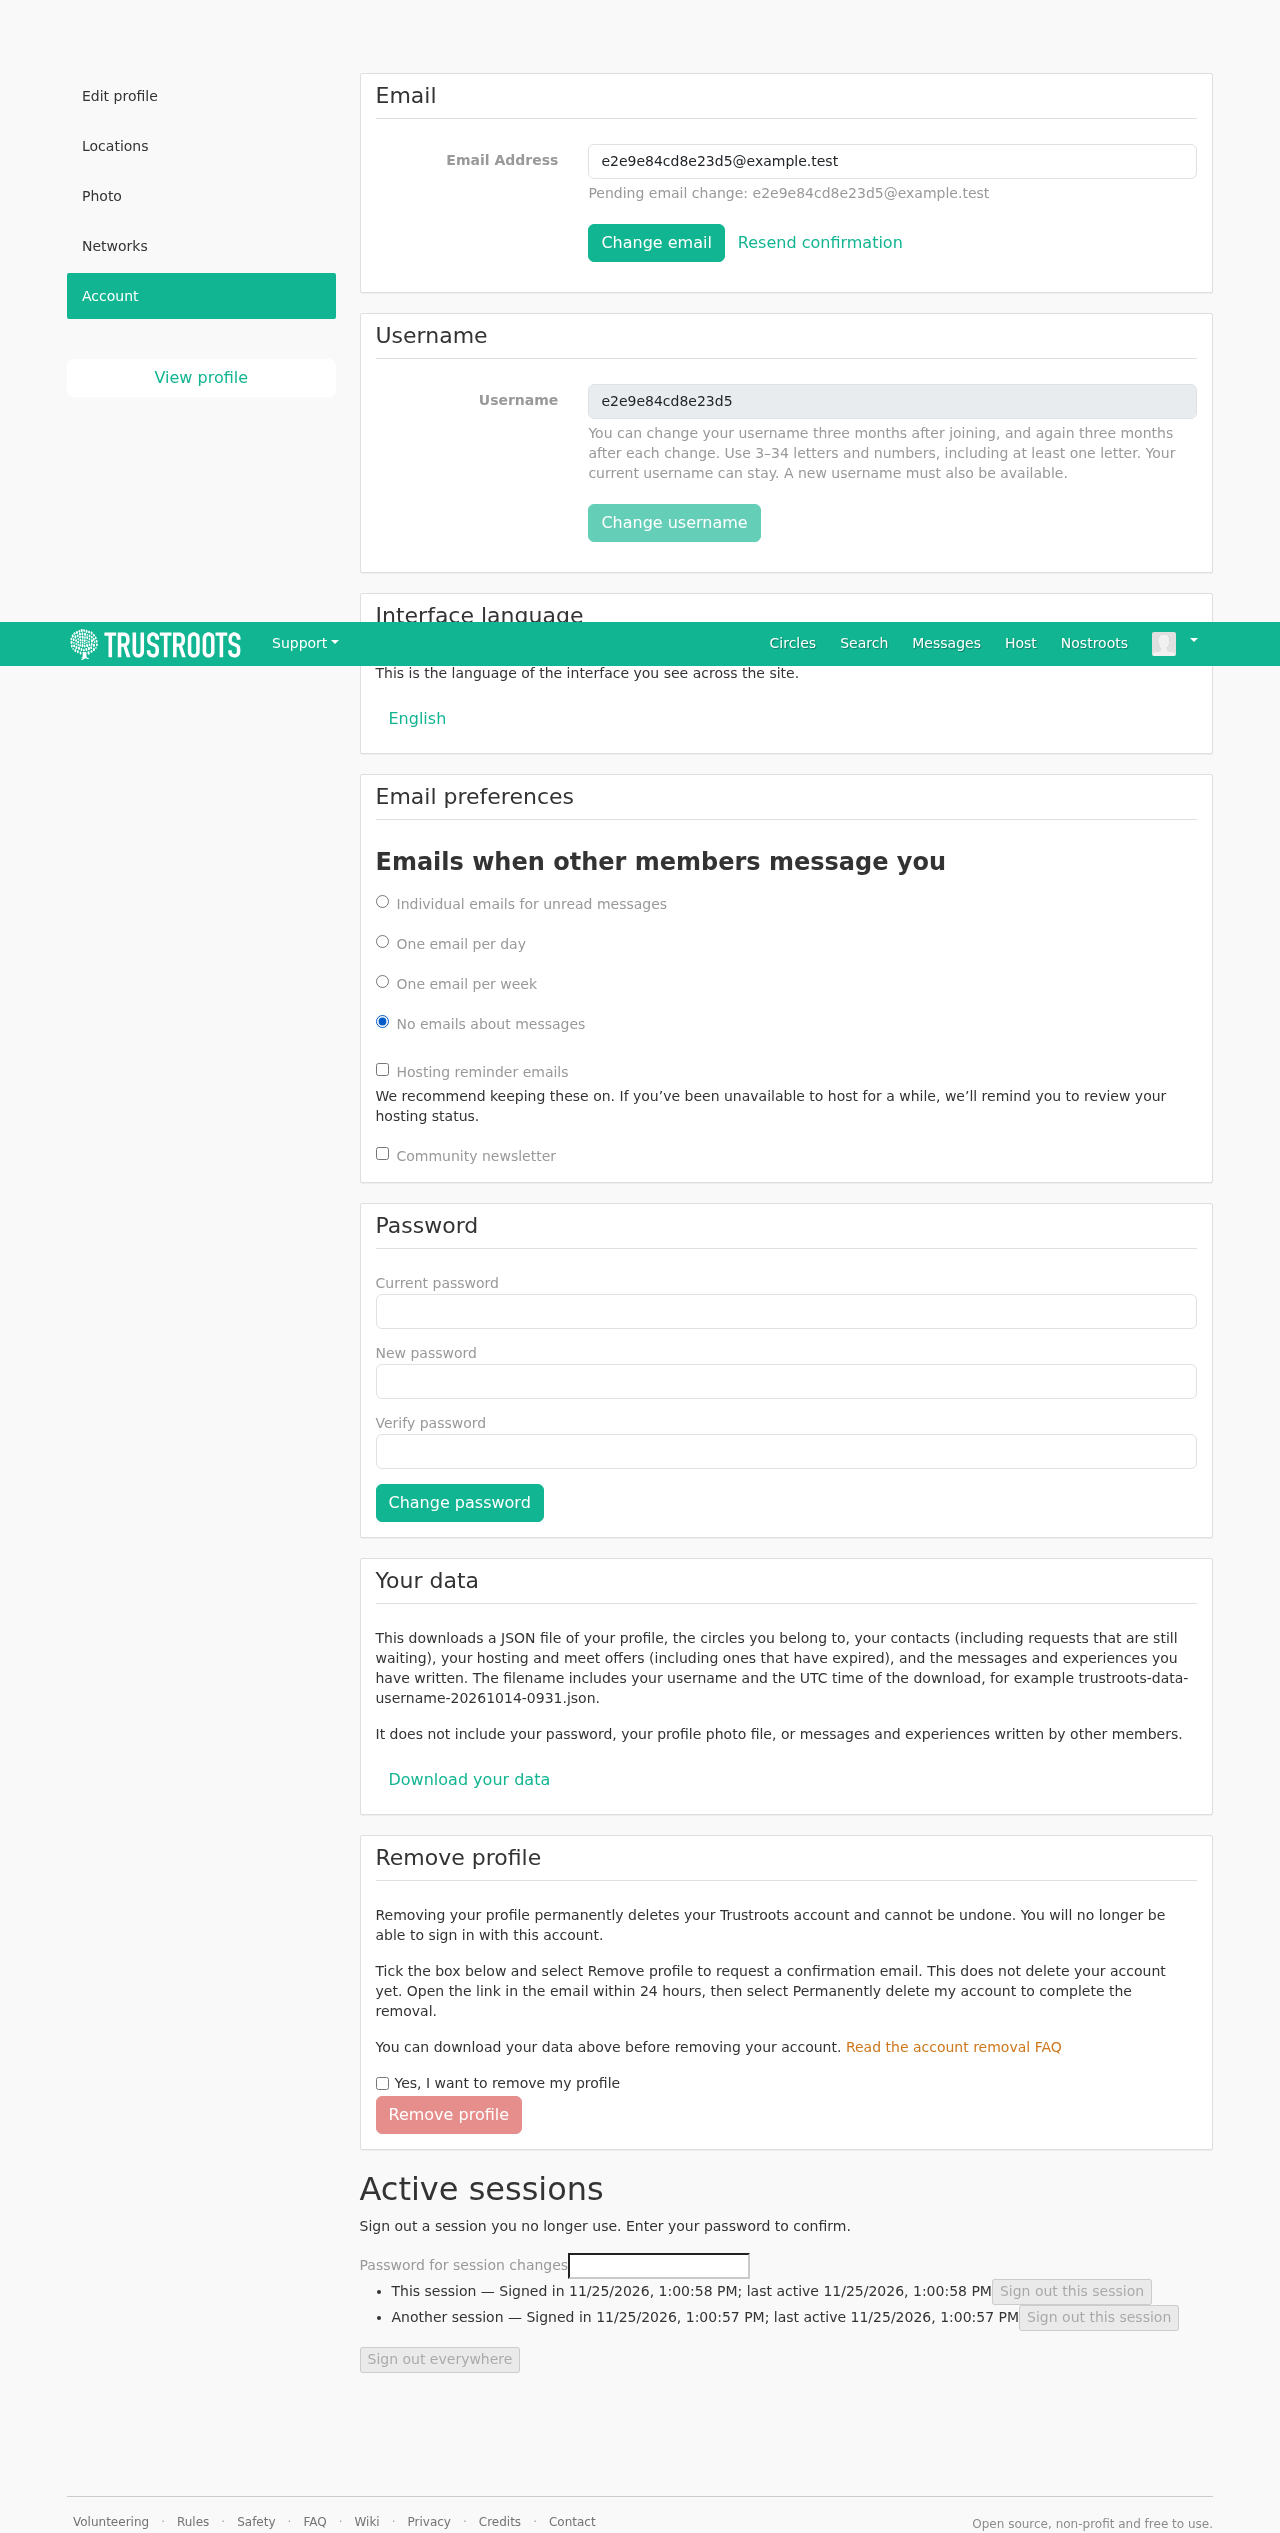 Edit profile
Locations
Photo
Networks
Account
View profile
Email
Email Address
e2e9e84cd8e23d5@example.test
Pending email change: e2e9e84cd8e23d5@example.test
Change email
Resend confirmation
Username
Username
e2e9e84cd8e23d5
You can change your username three months after joining, and again three months
after each change. Use 3–34 letters and numbers, including at least one letter. Your
current username can stay. A new username must also be available.
Change username
Interface language
TRUSTROOTS
Support
Circles
Search
Messages
Host
Nostroots
This is the language of the interface you see across the site.
English
Email preferences
Emails when other members message you
Individual emails for unread messages
One email per day
One email per week
No emails about messages
Hosting reminder emails
We recommend keeping these on. If you’ve been unavailable to host for a while, we’ll remind you to review your
hosting status.
Community newsletter
Password
Current password
New password
Verify password
Change password
Your data
This downloads a JSON file of your profile, the circles you belong to, your contacts (including requests that are still
waiting), your hosting and meet offers (including ones that have expired), and the messages and experiences you
have written. The filename includes your username and the UTC time of the download, for example trustroots-data-
username-20261014-0931.json.
It does not include your password, your profile photo file, or messages and experiences written by other members.
Download your data
Remove profile
Removing your profile permanently deletes your Trustroots account and cannot be undone. You will no longer be
able to sign in with this account.
Tick the box below and select Remove profile to request a confirmation email. This does not delete your account
yet. Open the link in the email within 24 hours, then select Permanently delete my account to complete the
removal.
You can download your data above before removing your account. Read the account removal FAQ
Yes, I want to remove my profile
Remove profile
Active sessions
Sign out a session you no longer use. Enter your password to confirm.
Password for session changes
• This session — Signed in 11/25/2026, 1:00:58 PM; last active 11/25/2026, 1:00:58 PM Sign out this session
• Another session — Signed in 11/25/2026, 1:00:57 PM; last active 11/25/2026, 1:00:57 PM Sign out this session
Sign out everywhere
Volunteering · Rules · Safety · FAQ · Wiki · Privacy · Credits · Contact
Open source, non-profit and free to use.